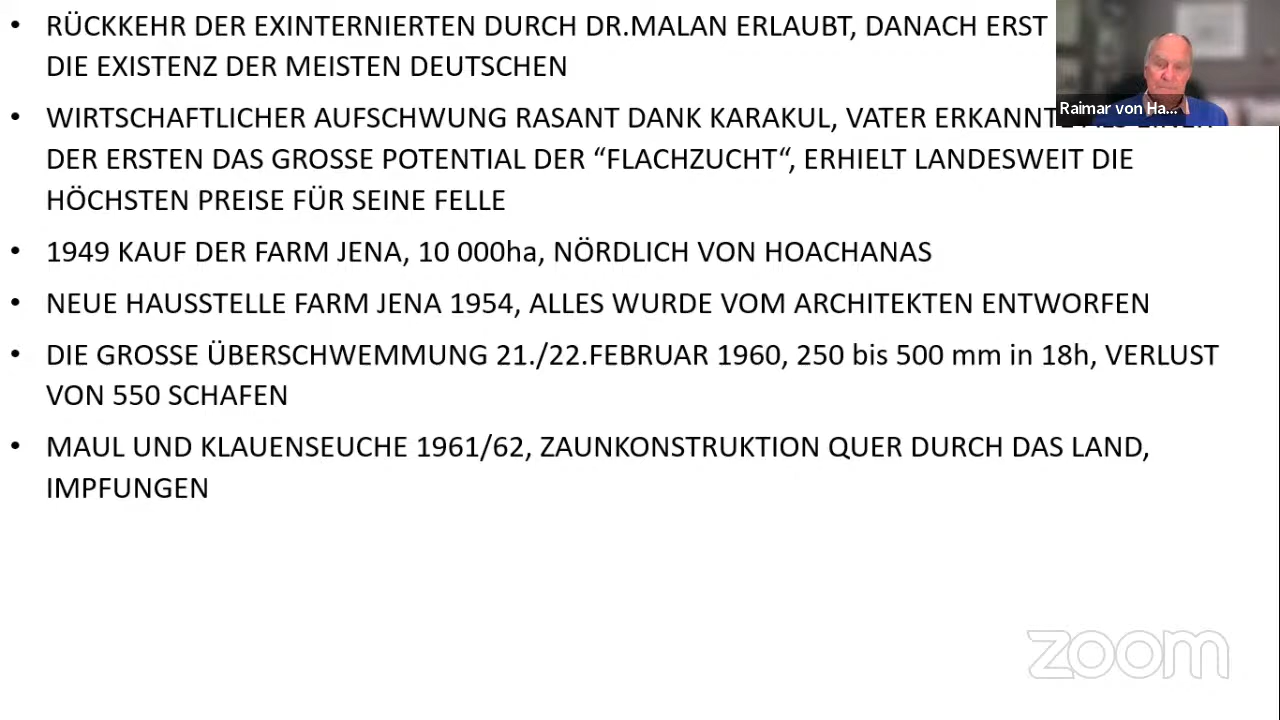 • RÜCKKEHR DER EXINTERNIERTEN DURCH DR.MALAN ERLAUBT, DANACH ERST
DIE EXISTENZ DER MEISTEN DEUTSCHEN
• WIRTSCHAFTLICHER AUFSCHWUNG RASANT DANK KARAKUL, VATER ERKANNTE
DER ERSTEN DAS GROSSE POTENTIAL DER “FLACHZUCHT“, ERHIELT LANDESWEIT DIE
HÖCHSTEN PREISE FÜR SEINE FELLE
• 1949 KAUF DER FARM JENA, 10 000ha, NÖRDLICH VON HOACHANAS
• NEUE HAUSSTELLE FARM JENA 1954, ALLES WURDE VOM ARCHITEKTEN ENTWORFEN
• DIE GROSSE ÜBERSCHWEMMUNG 21./22.FEBRUAR 1960, 250 bis 500 mm in 18h, VERLUST
VON 550 SCHAFEN
• MAUL UND KLAUENSEUCHE 1961/62, ZAUNKONSTRUKTION QUER DURCH DAS LAND,
IMPFUNGEN
Raimar von Ha...
zoom